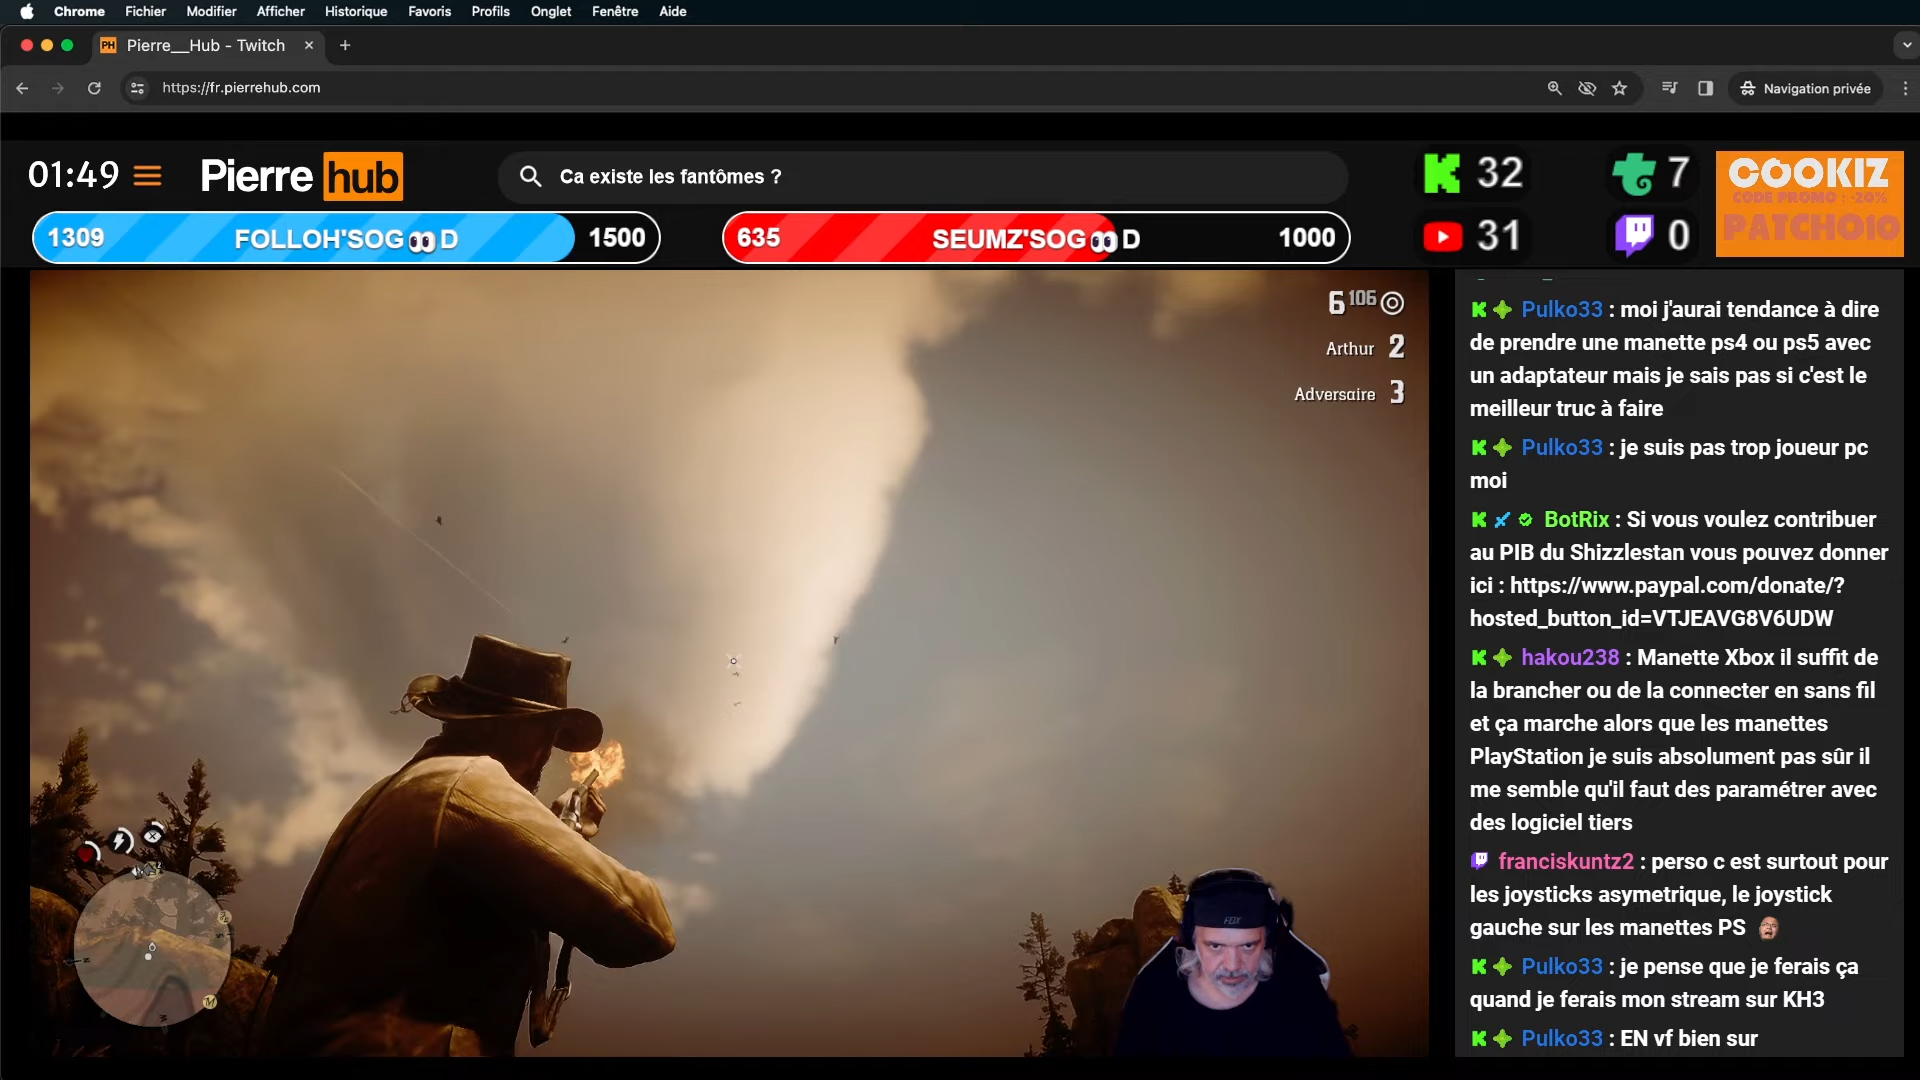 Chrome Fichier Modifier Afficher Historique Favoris Profils Onglet Fenêtre Aide
PH Pierre__Hub - Twitch
https://fr.pierrehub.com
Navigation privée
01:49
Pierre hub
Ca existe les fantômes ?
32
7
COOKIZ
CODE PROMO : -20%
PATCHO10
1309 FOLLOH'SOG👀D 1500
635 SEUMZ'SOG👀D 1000
31
0
6 106
Arthur 2
Adversaire 3
FOX
Pulko33 : moi j'aurai tendance à dire
de prendre une manette ps4 ou ps5 avec
un adaptateur mais je sais pas si c'est le
meilleur truc à faire
Pulko33 : je suis pas trop joueur pc
moi
BotRix : Si vous voulez contribuer
au PIB du Shizzlestan vous pouvez donner
ici : https://www.paypal.com/donate/?
hosted_button_id=VTJEAVG8V6UDW
hakou238 : Manette Xbox il suffit de
la brancher ou de la connecter en sans fil
et ça marche alors que les manettes
PlayStation je suis absolument pas sûr il
me semble qu'il faut des paramétrer avec
des logiciel tiers
franciskuntz2 : perso c est surtout pour
les joysticks asymetrique, le joystick
gauche sur les manettes PS
Pulko33 : je pense que je ferais ça
quand je ferais mon stream sur KH3
Pulko33 : EN vf bien sur